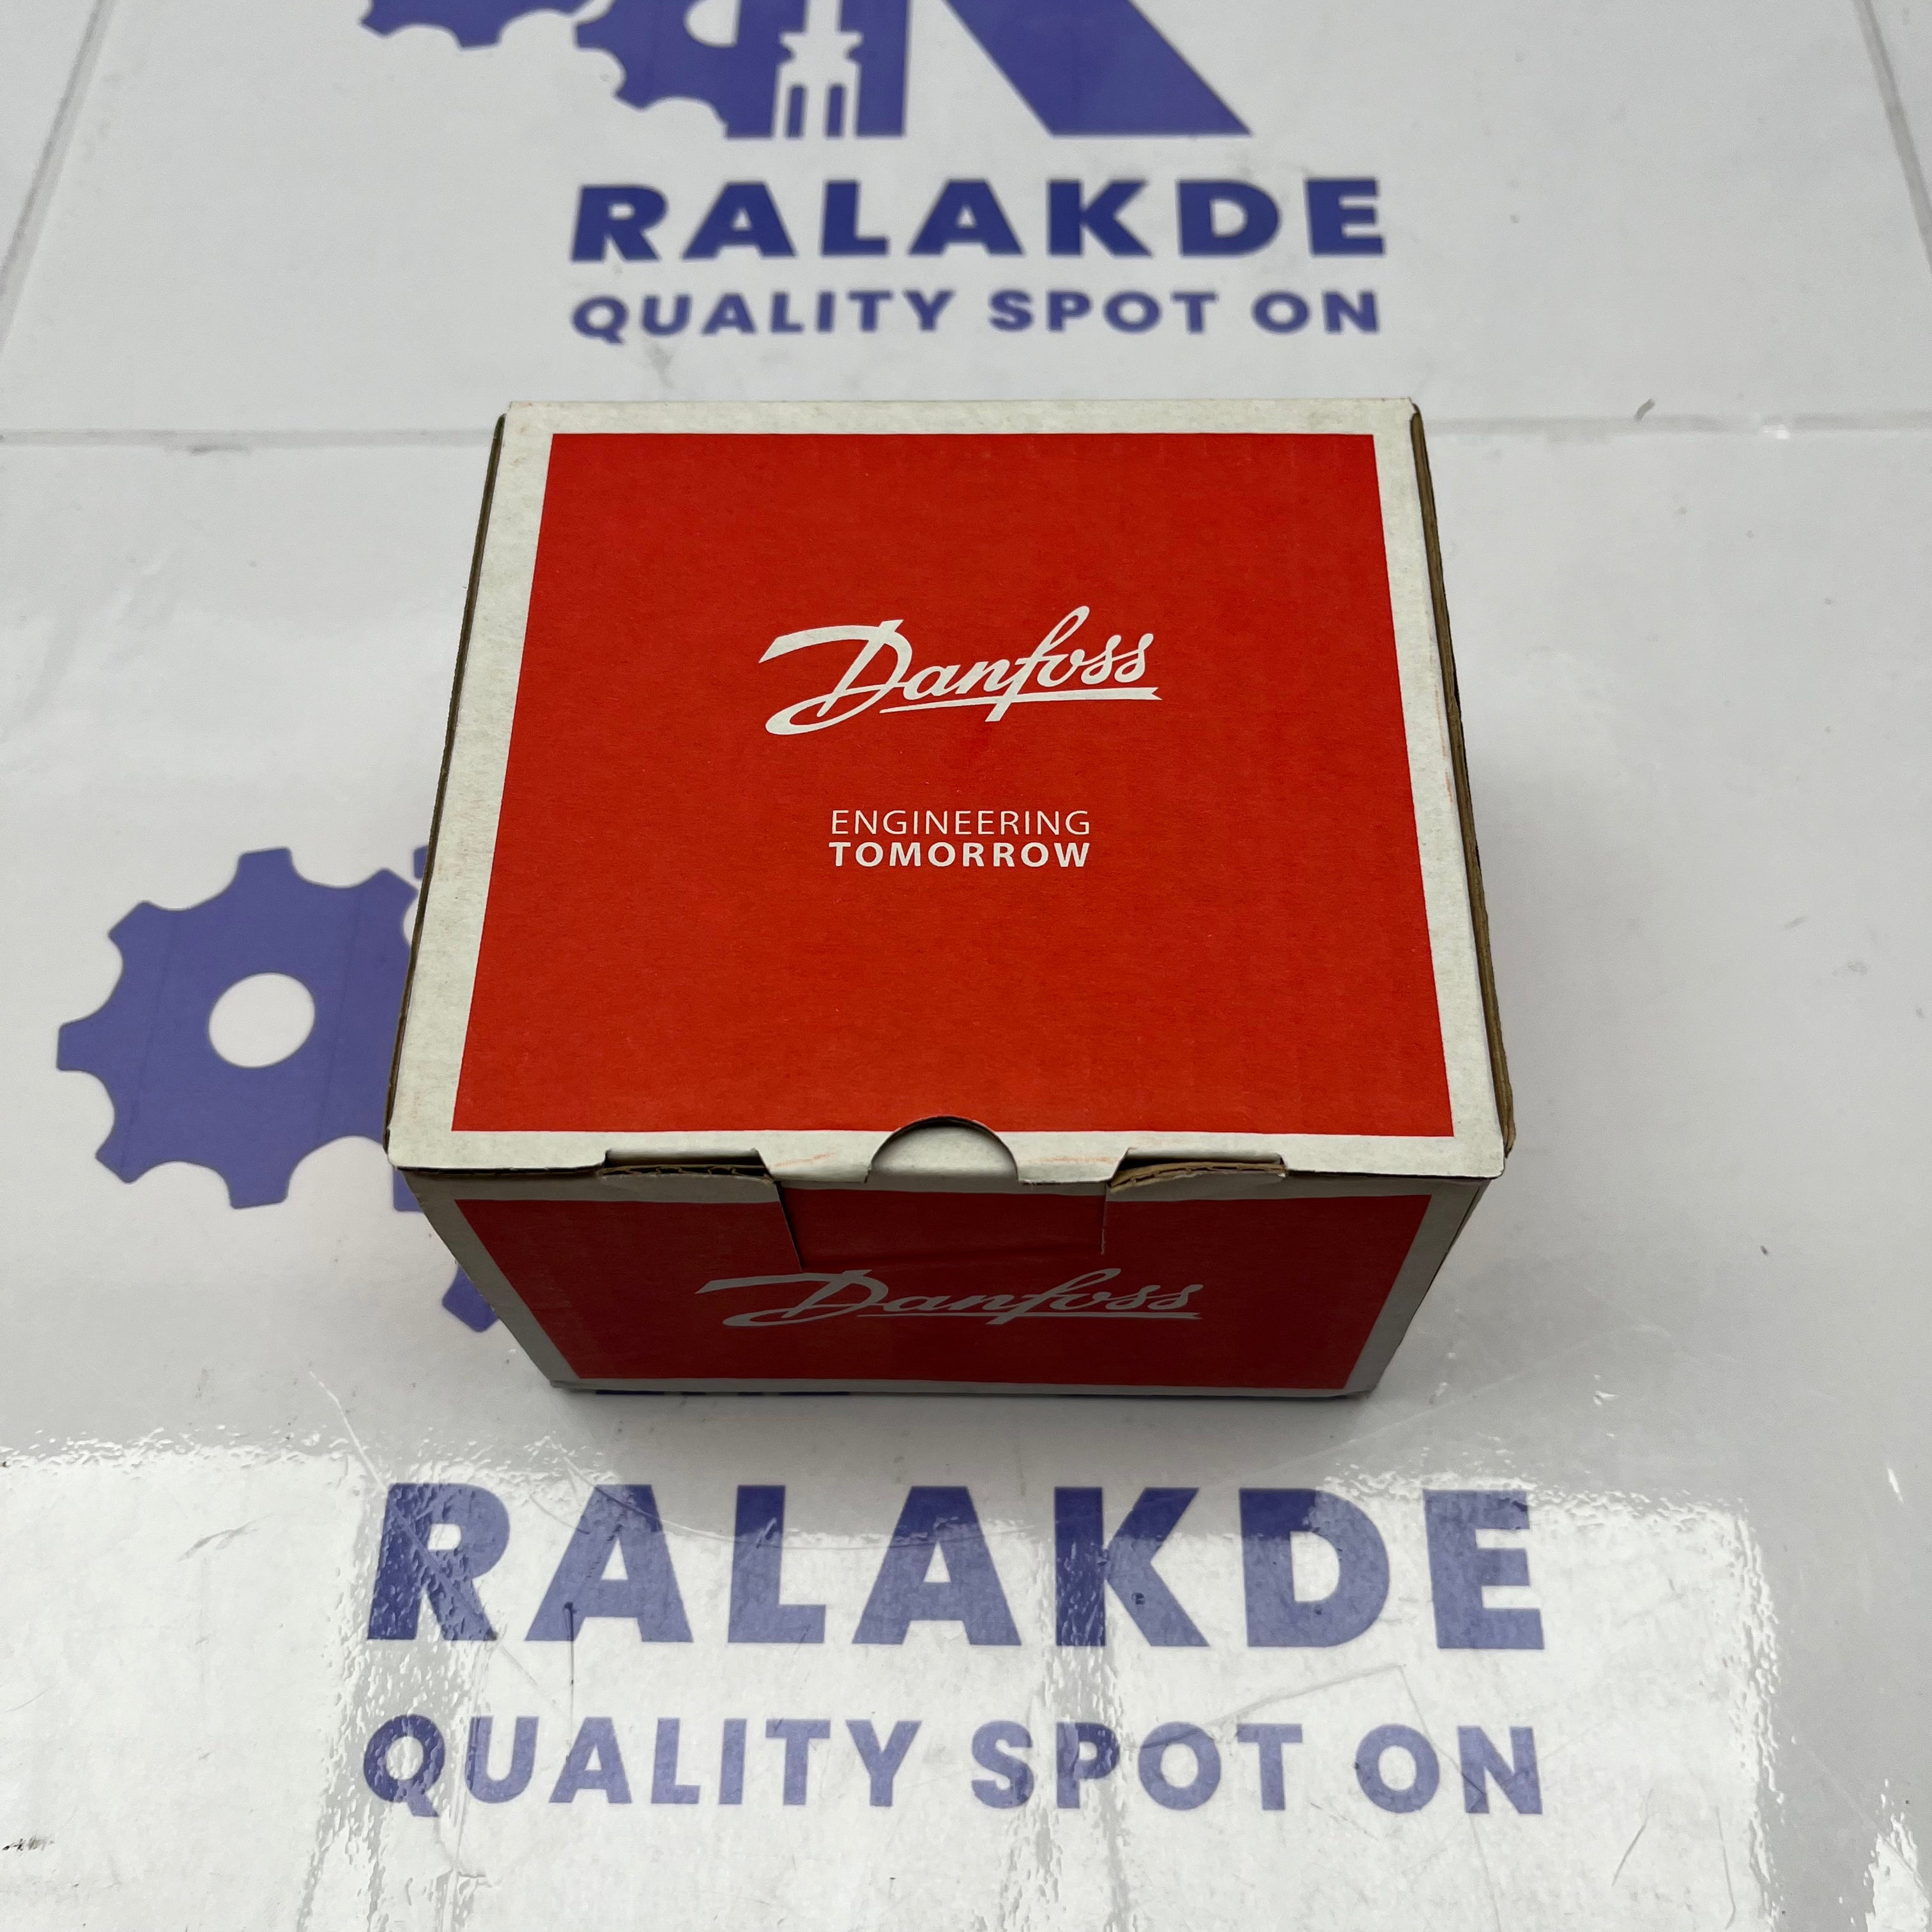 RALAKDE
QUALITY SPOT ON
Danfoss
ENGINEERING
TOMORROW
Danfoss
RALAKDE
QUALITY SPOT ON